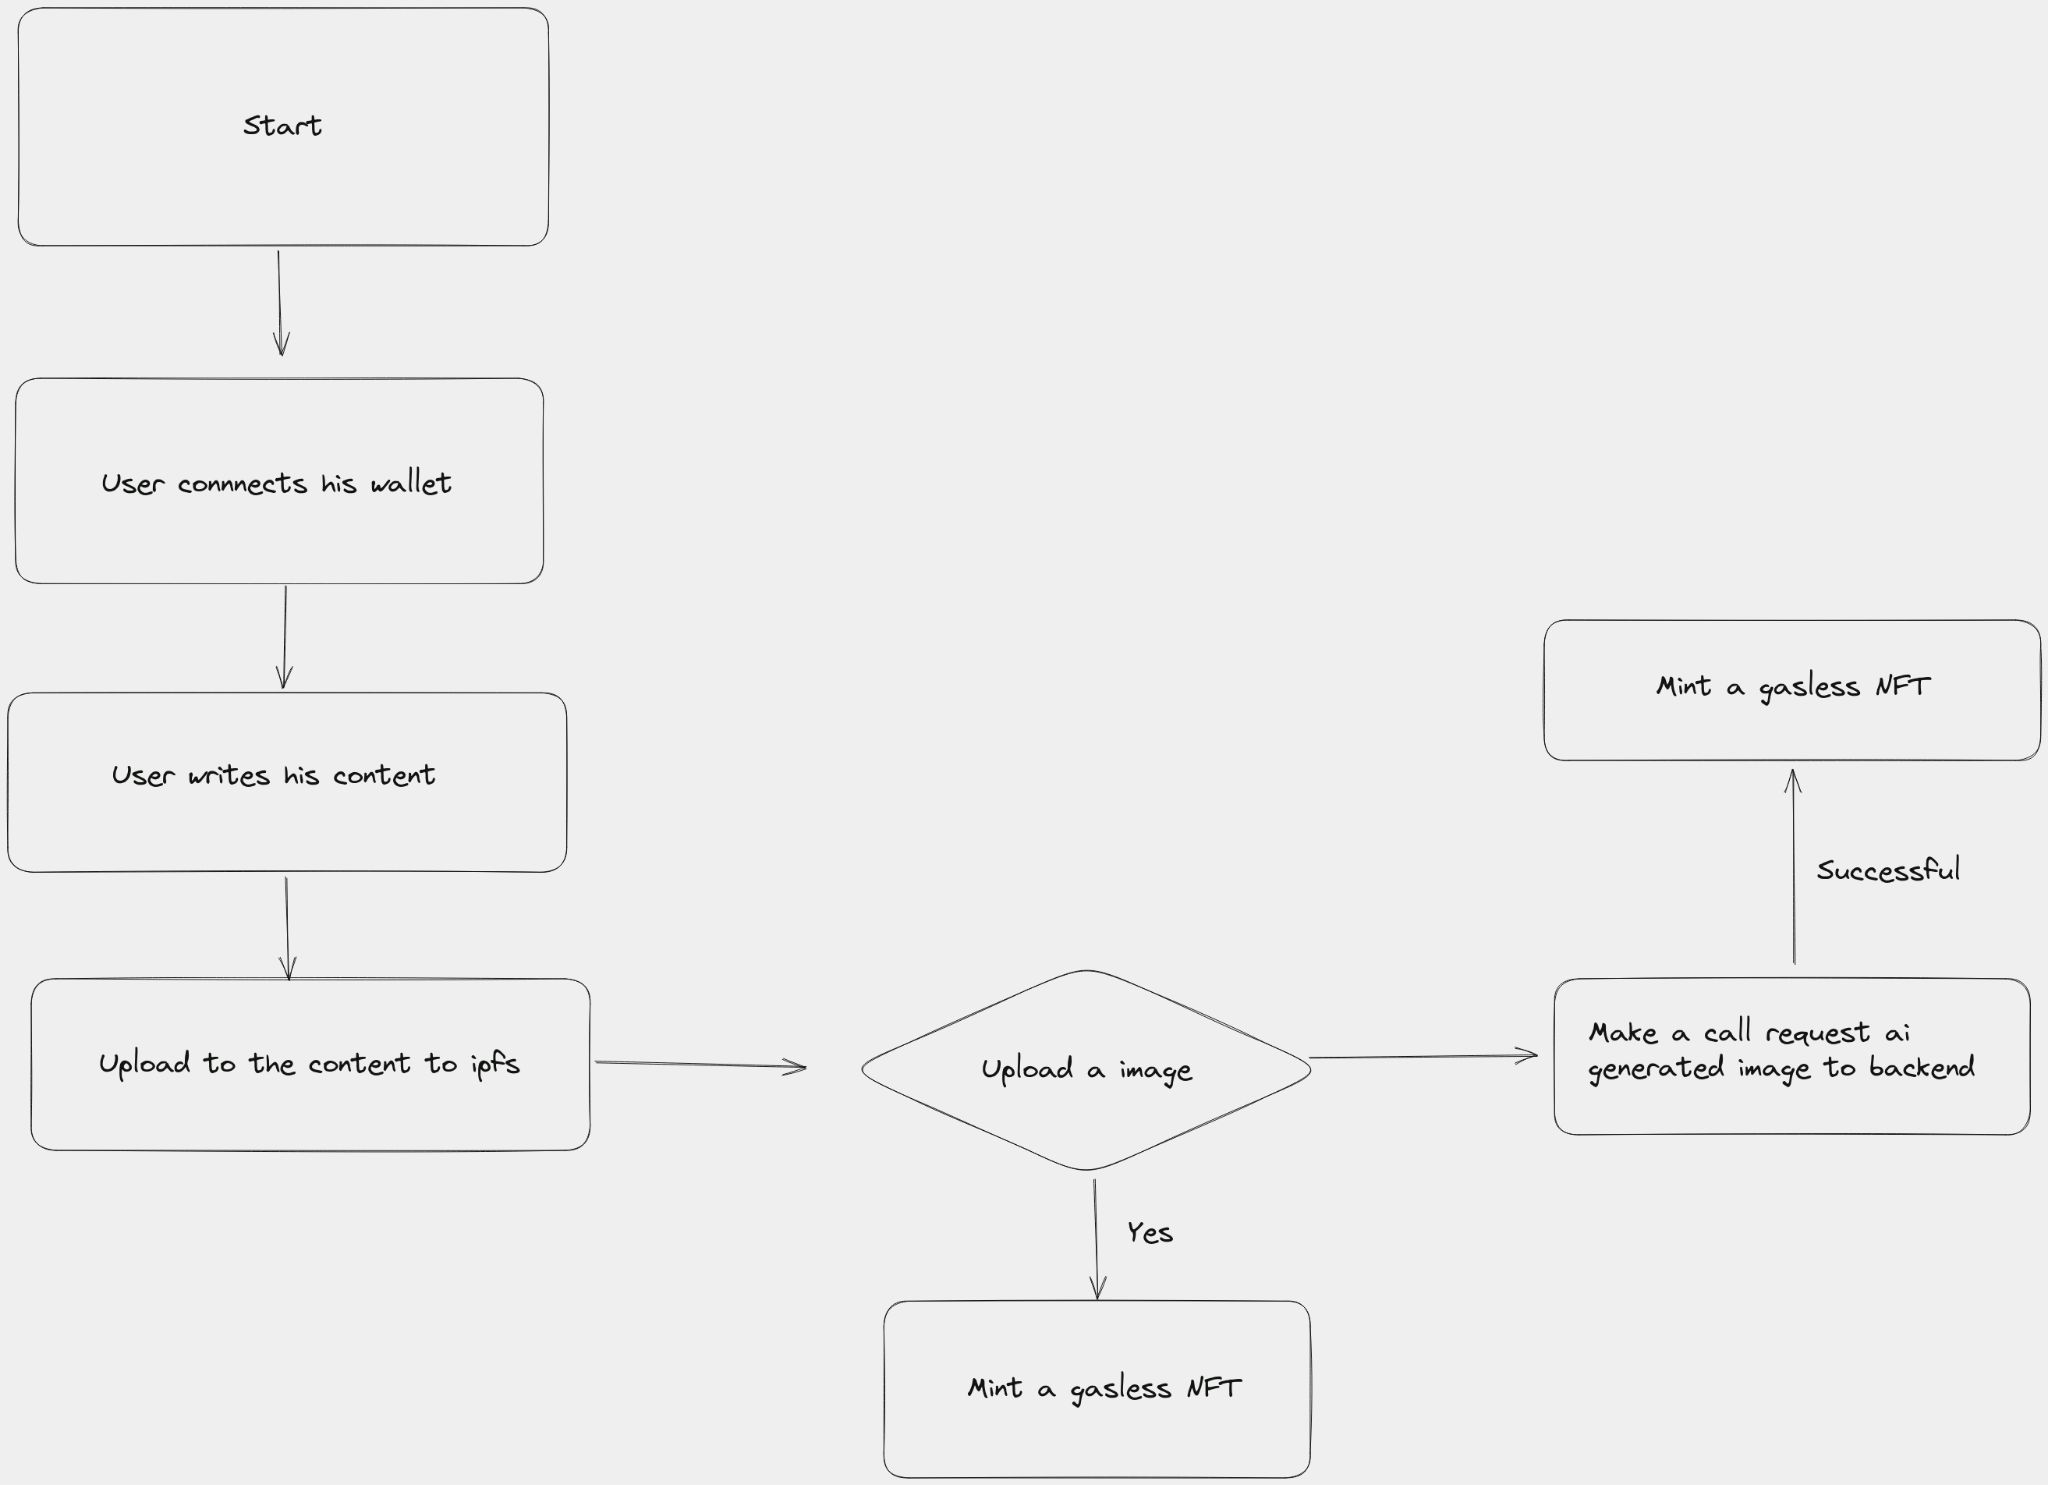 Start
User connnects his wallet
User writes his content
Upload to the content to ipfs
Upload a image
Yes
Mint a gasless NFT
Make a call request ai
generated image to backend
Successful
Mint a gasless NFT